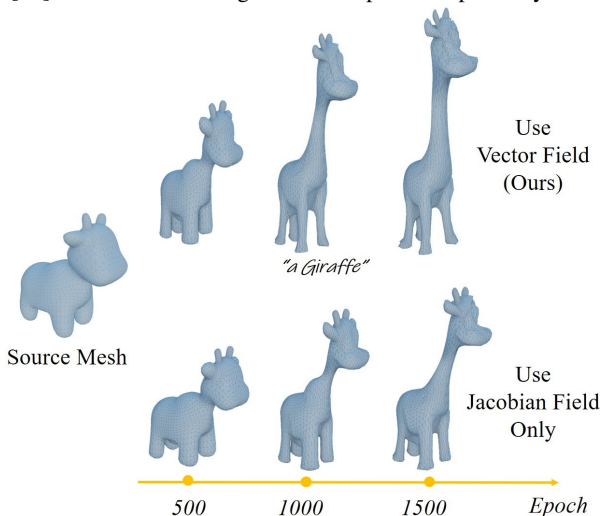 Use
Vector Field
(Ours)
"a Giraffe"
Source Mesh
Use
Jacobian Field
Only
500
1000
1500
Epoch